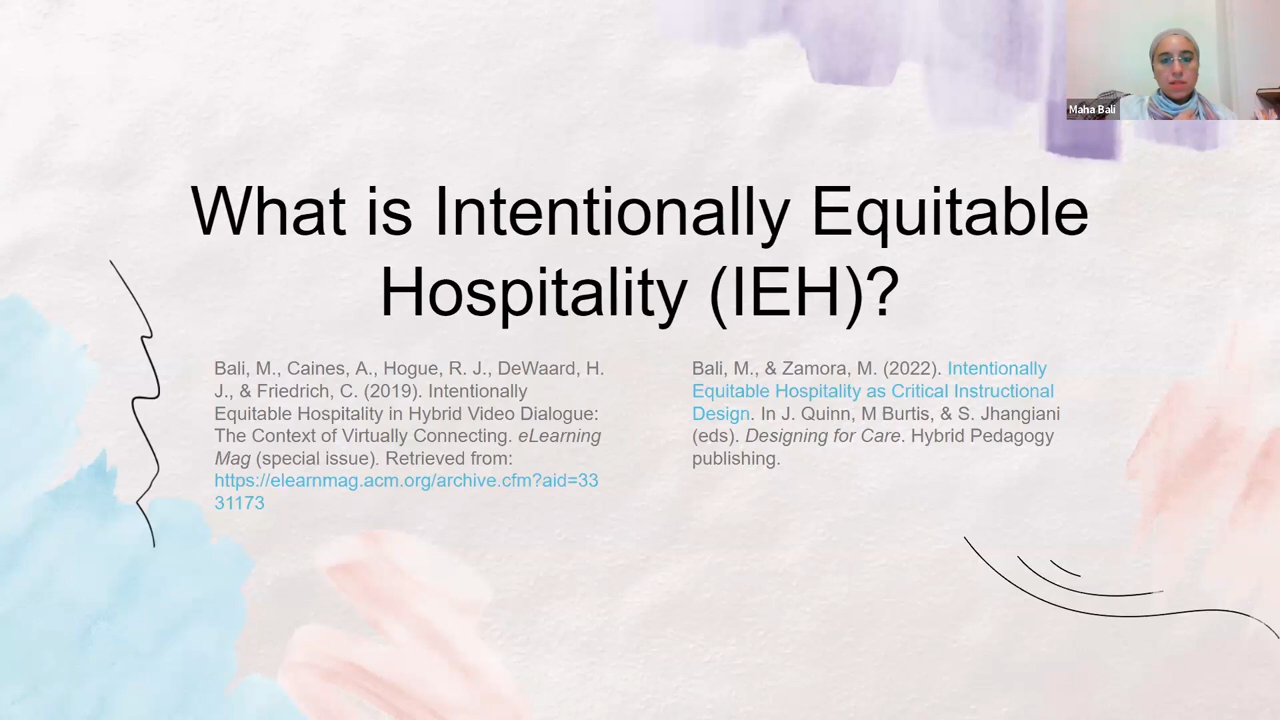 Maha Bali
What is Intentionally Equitable
Hospitality (IEH)?
Bali, M., Caines, A., Hogue, R. J., DeWaard, H.
J., & Friedrich, C. (2019). Intentionally
Equitable Hospitality in Hybrid Video Dialogue:
The Context of Virtually Connecting. eLearning
Mag (special issue). Retrieved from:
https://elearnmag.acm.org/archive.cfm?aid=33
31173
Bali, M., & Zamora, M. (2022). Intentionally
Equitable Hospitality as Critical Instructional
Design. In J. Quinn, M Burtis, & S. Jhangiani
(eds). Designing for Care. Hybrid Pedagogy
publishing.